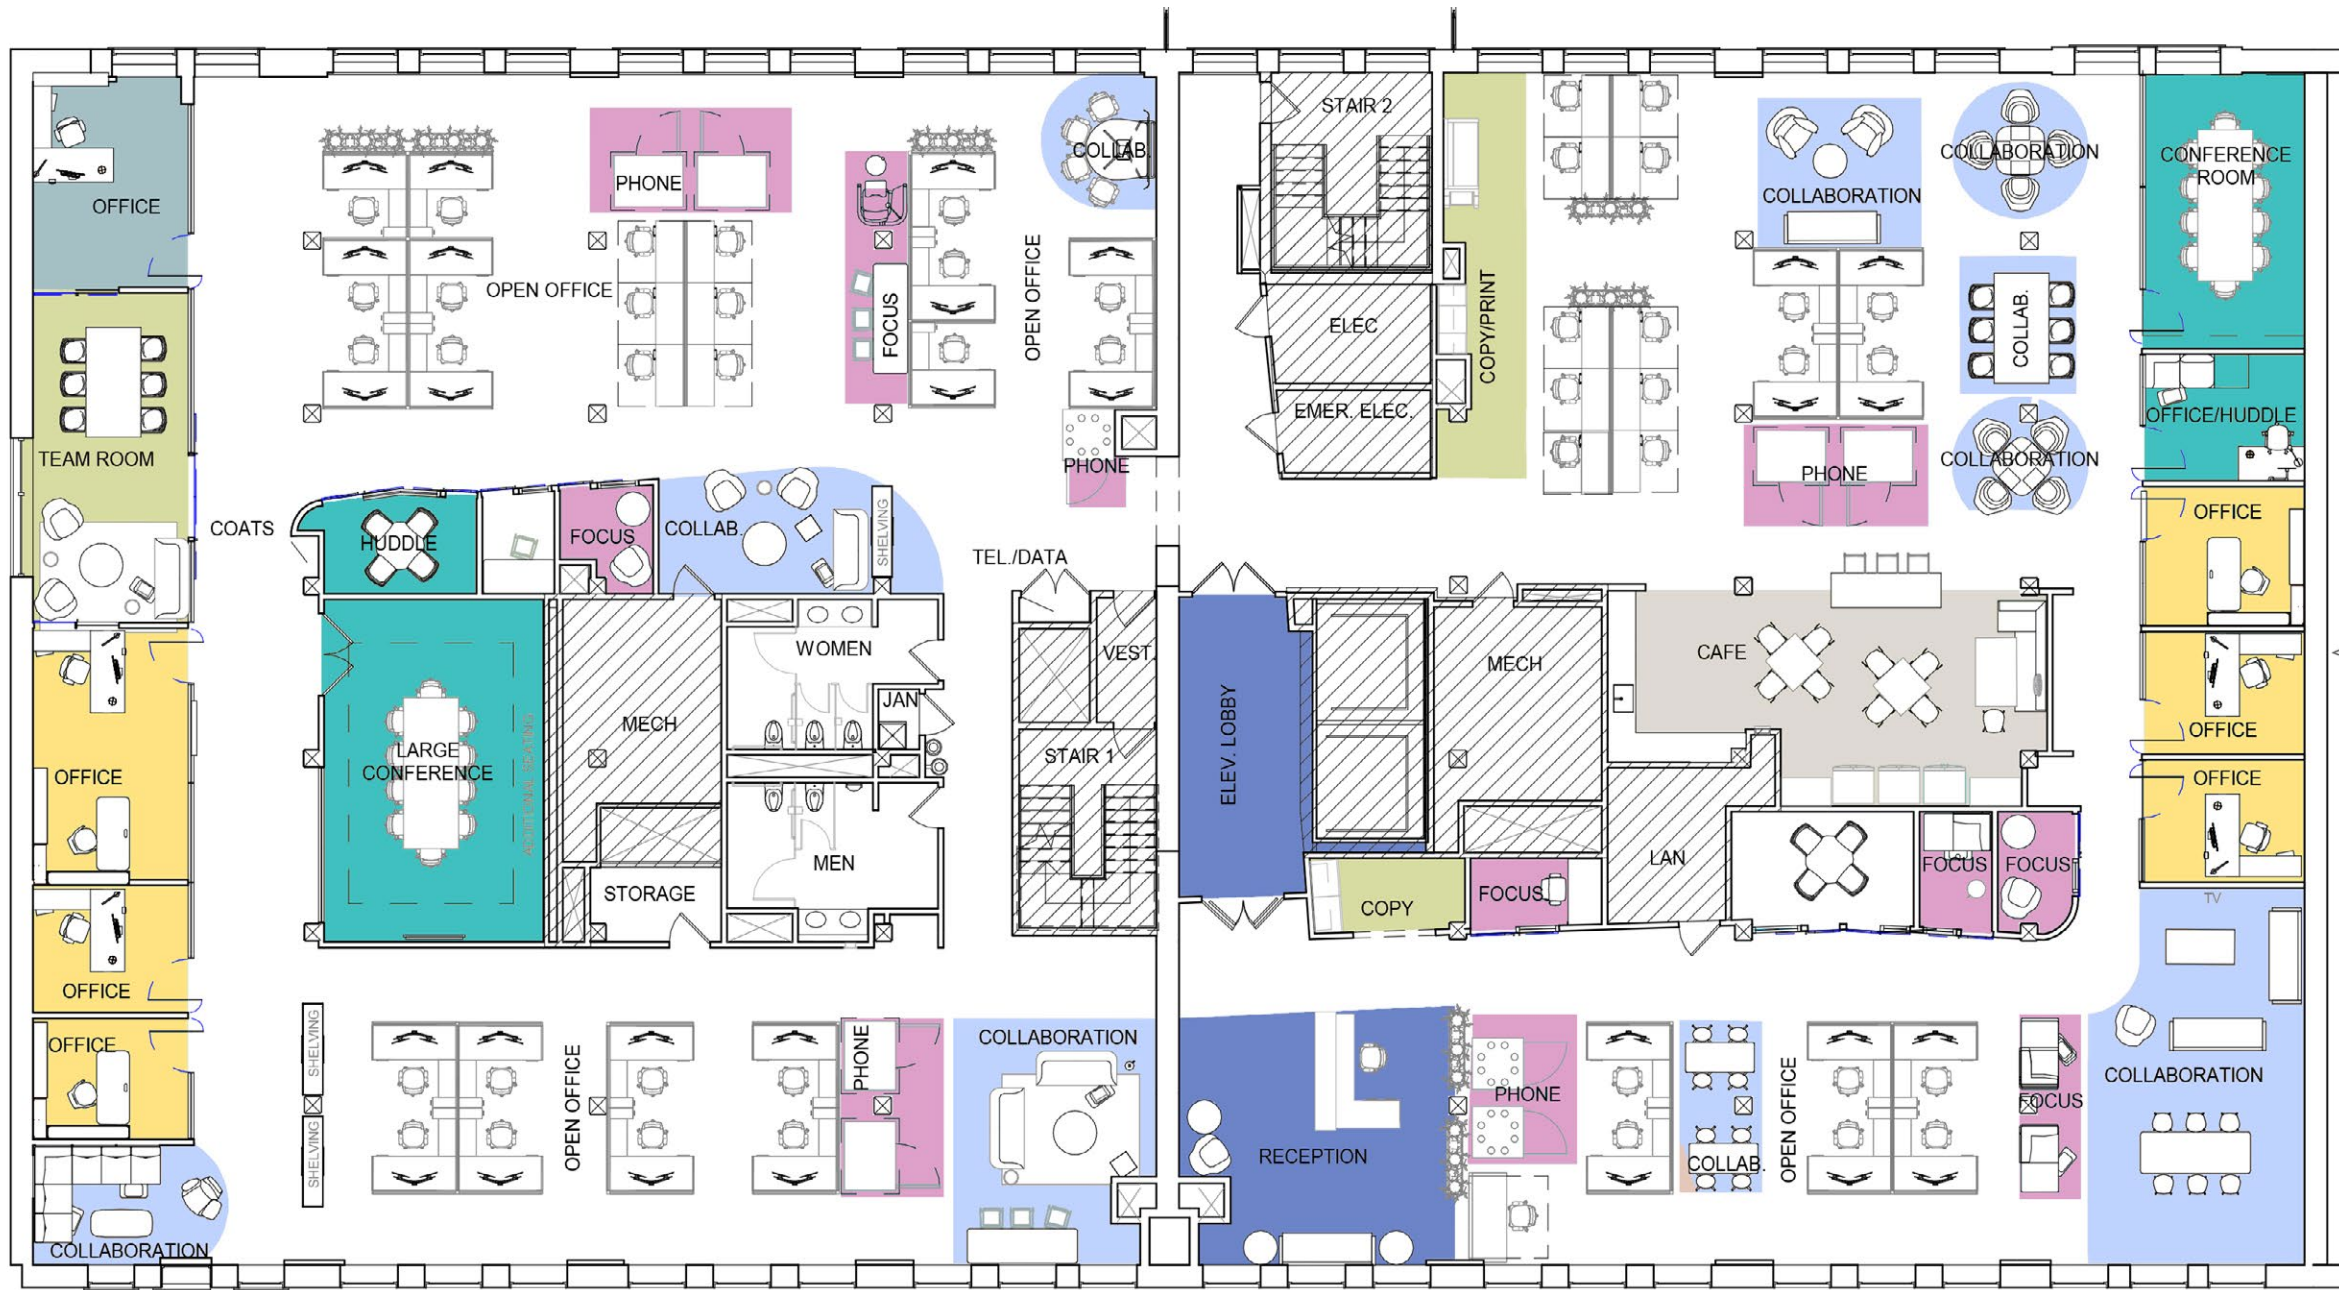 STAIR 2
COLLAB.
COLLABORATION
CONFERENCE
ROOM
PHONE
COLLABORATION
OFFICE
OPEN OFFICE
OPEN OFFICE
FOCUS
ELEC
COPY/PRINT
COLLAB.
EMER. ELEC.
OFFICE/HUDDLE
TEAM ROOM
PHONE
COLLABORATION
PHONE
OFFICE
COATS
HUDDLE
FOCUS
COLLAB.
SHELVING
TEL./DATA
WOMEN
VEST.
MECH
CAFE
JAN
MECH
OFFICE
LARGE
CONFERENCE
ADDITIONAL SEATING
STAIR 1
ELEV. LOBBY
OFFICE
OFFICE
MEN
LAN
FOCUS
FOCUS
STORAGE
COPY
FOCUS
TV
OFFICE
OFFICE
SHELVING
OPEN OFFICE
PHONE
COLLABORATION
PHONE
OPEN OFFICE
FOCUS
COLLABORATION
SHELVING
RECEPTION
COLLAB.
COLLABORATION